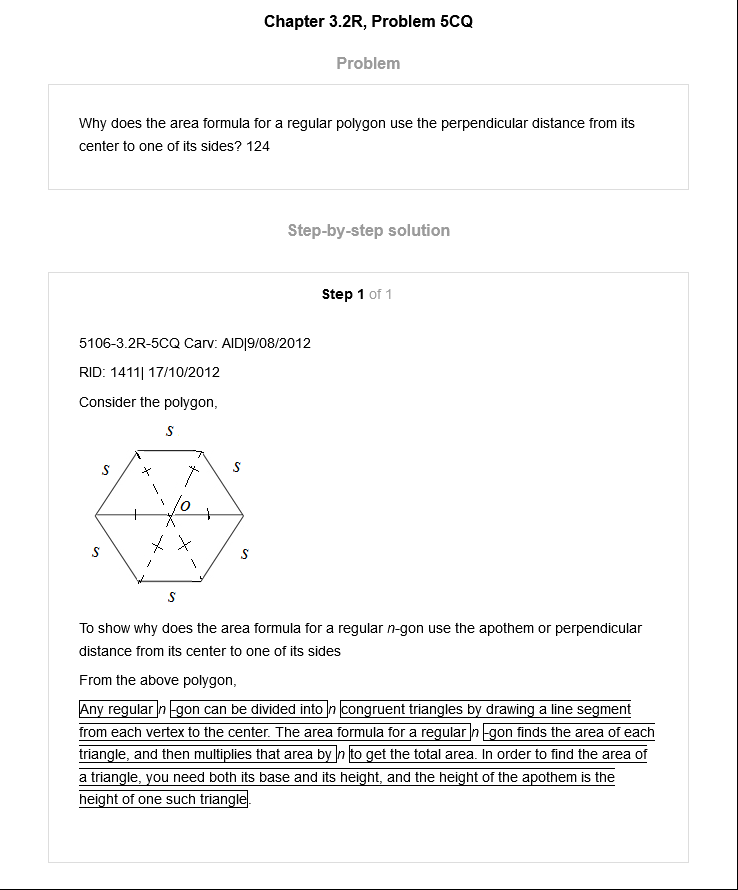 Chapter 3.2R, Problem 5CQ
Problem
Why does the area formula for a regular polygon use the perpendicular distance from its
center to one of its sides? 124
Step-by-step solution
Step 1 of 1
5106-3.2R-5CQ Carv: AID|9/08/2012
RID: 1411| 17/10/2012
Consider the polygon,
S
S
S
O
S
S
S
To show why does the area formula for a regular n-gon use the apothem or perpendicular
distance from its center to one of its sides
From the above polygon,
Any regular n -gon can be divided into n congruent triangles by drawing a line segment
from each vertex to the center. The area formula for a regular n -gon finds the area of each
triangle, and then multiplies that area by n to get the total area. In order to find the area of
a triangle, you need both its base and its height, and the height of the apothem is the
height of one such triangle.